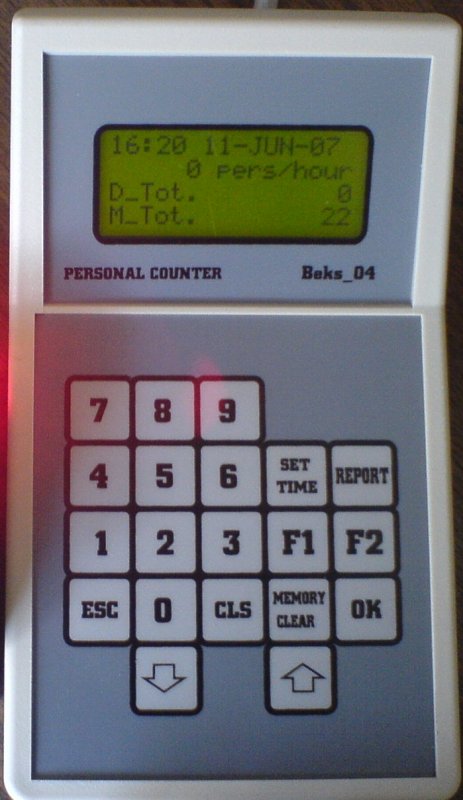 16:20 11-JUN-07
0 pers/hour
D_Tot. 0
M_Tot. 22
PERSONAL COUNTER Beks_04
7 8 9
4 5 6 SET TIME REPORT
1 2 3 F1 F2
ESC 0 CLS MEMORY CLEAR OK